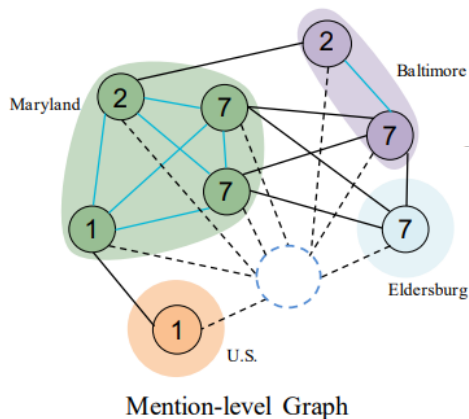 2
Baltimore
Maryland
2
7
7
7
1
7
Eldersburg
1
U.S.
Mention-level Graph